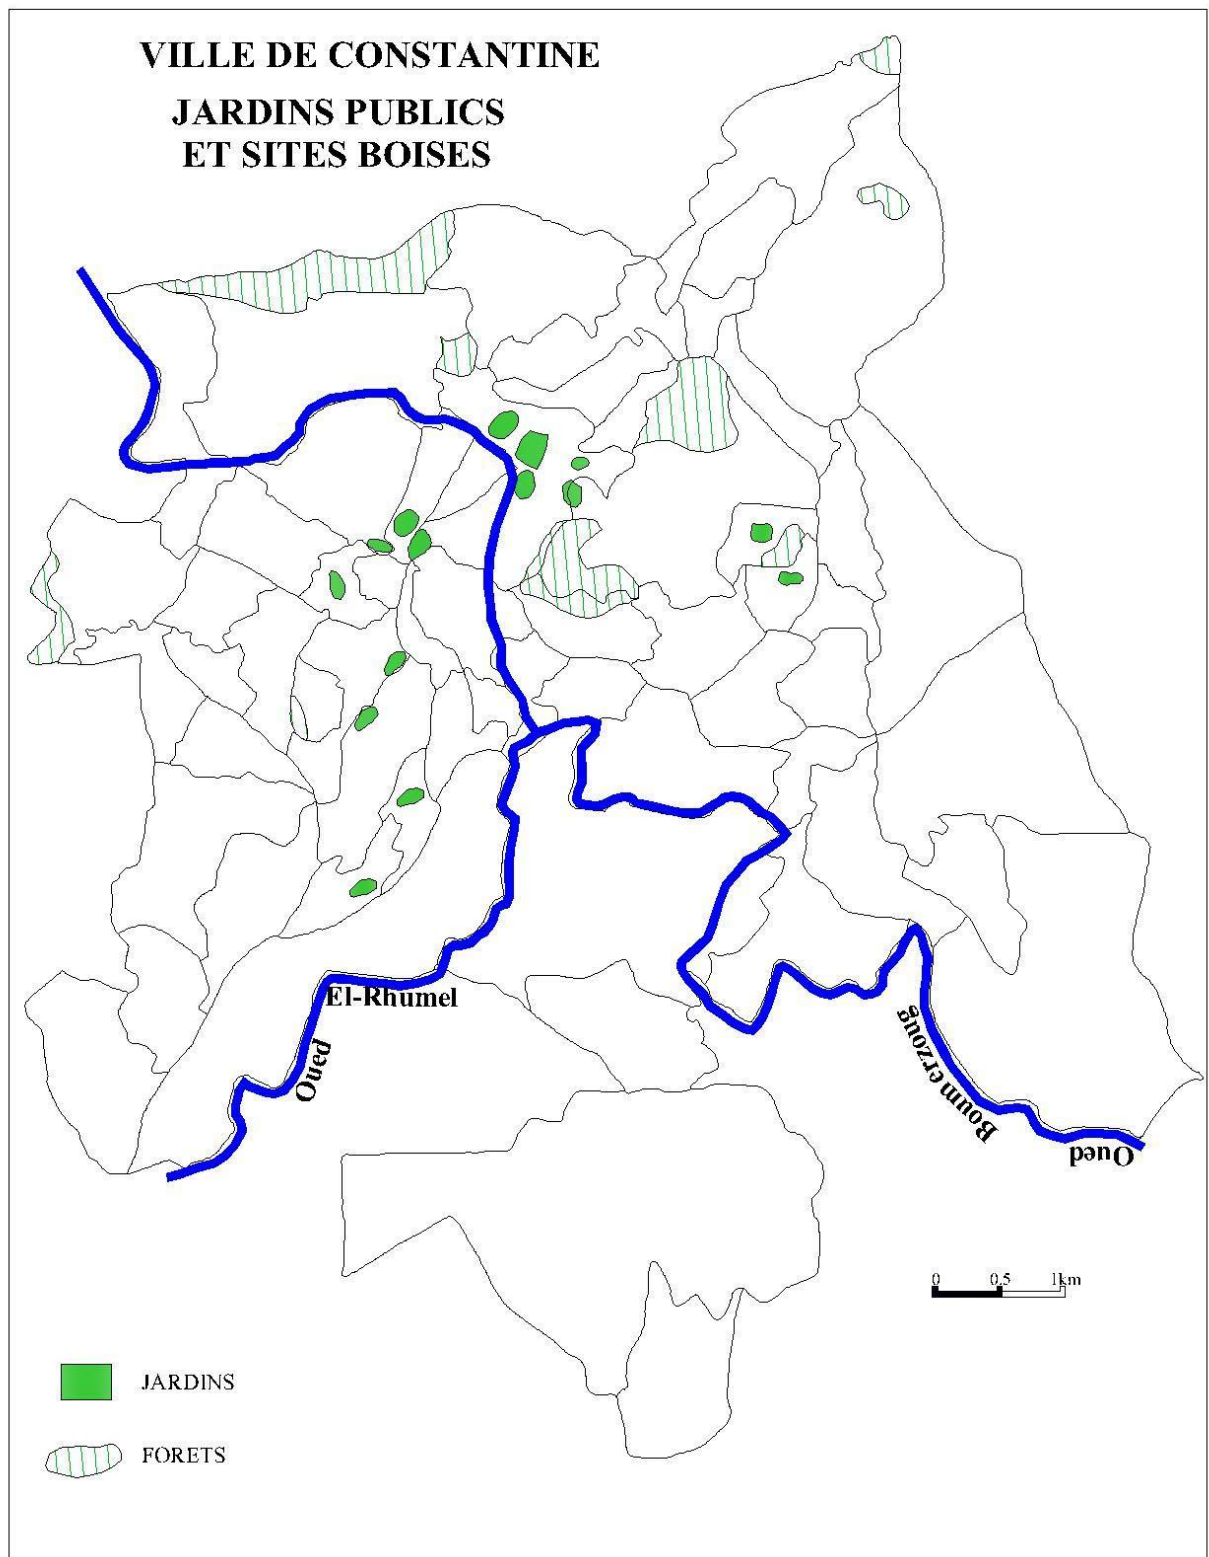 VILLE DE CONSTANTINE
JARDINS PUBLICS
ET SITES BOISES
El-Rhumel
Oued
Boumerzoug
Oued
0 0.5 1km
JARDINS
FORETS